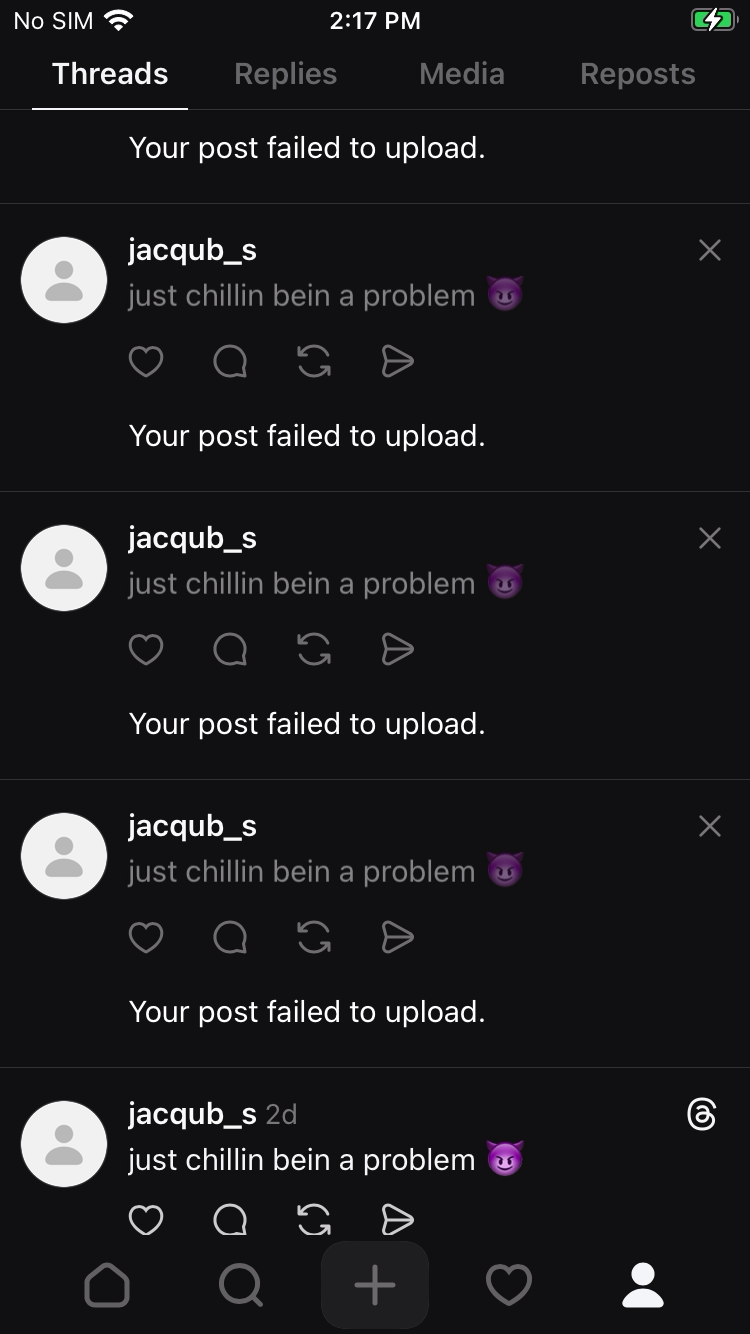 No SIM 2:17 PM
Threads Replies Media Reposts
Your post failed to upload.
jacqub_s
just chillin bein a problem 😈
Your post failed to upload.
jacqub_s
just chillin bein a problem 😈
Your post failed to upload.
jacqub_s
just chillin bein a problem 😈
Your post failed to upload.
jacqub_s 2d
just chillin bein a problem 😈